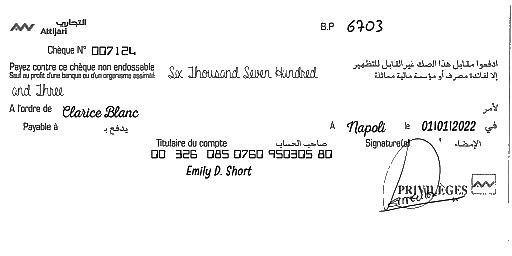 التجاري
Attijari
B.P 6703
Chèque N° 007124
Payez contre ce chèque non endossable
Sauf au profit d'une banque ou d'un organisme assimilé
Six Thousand Seven Hundred
and Three
ادفعوا مقابل هذا الصك غير القابل للتظهير
إلا لفائدة مصرف أو مؤسسة مالية مماثلة
A l'ordre de Clarice Blanc لأمر
Payable à يدفع بـ
A Napoli le 01/01/2022 في
Titulaire du compte صاحب الحساب
Signature(s) الإمضاء
00 326 085 0760 950305 80
Emily D. Short
PRIVILÈGES